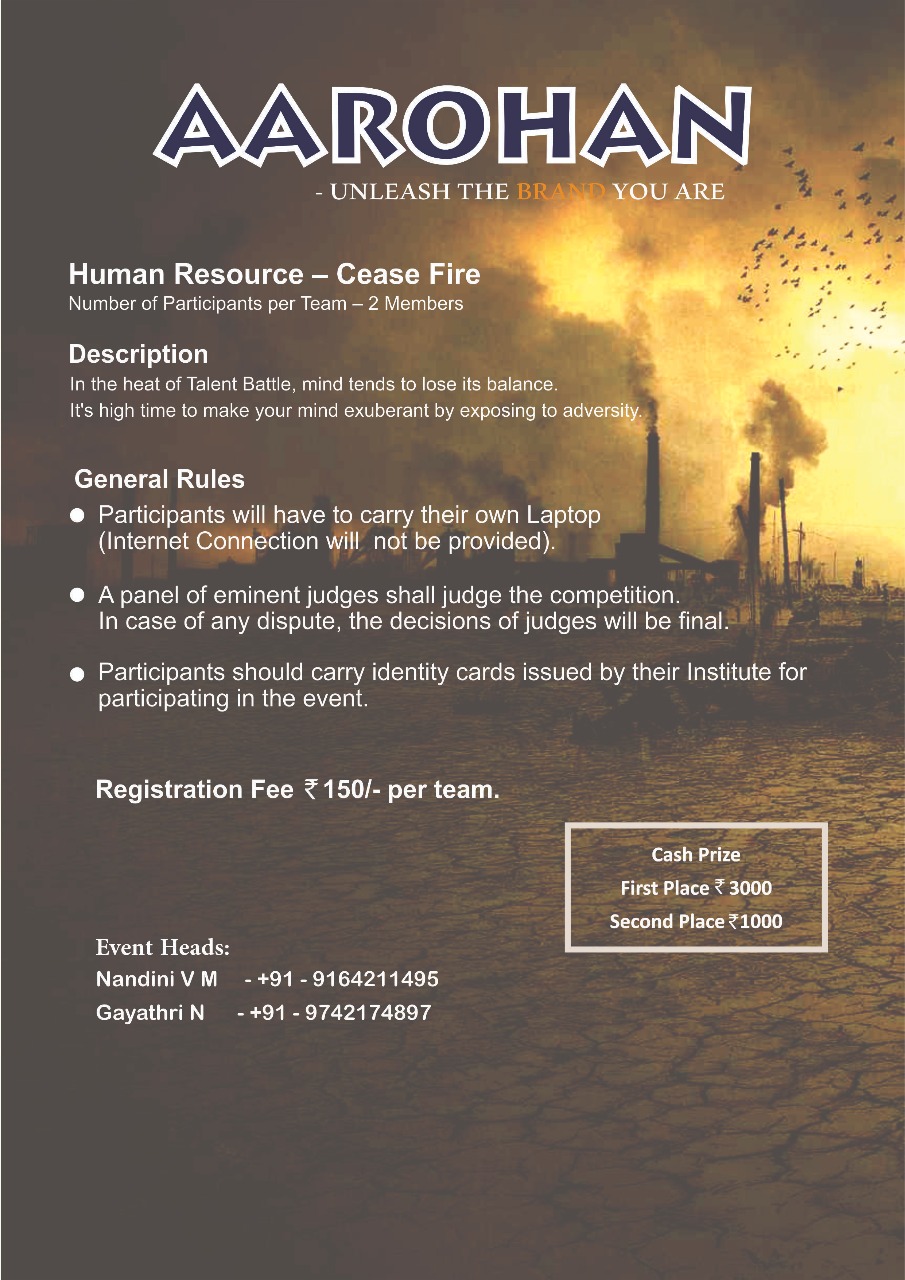 AAROHAN
- UNLEASH THE BRAND YOU ARE
Human Resource – Cease Fire
Number of Participants per Team – 2 Members
Description
In the heat of Talent Battle, mind tends to lose its balance.
It's high time to make your mind exuberant by exposing to adversity.
General Rules
● Participants will have to carry their own Laptop
(Internet Connection will not be provided).
● A panel of eminent judges shall judge the competition.
In case of any dispute, the decisions of judges will be final.
● Participants should carry identity cards issued by their Institute for
participating in the event.
Registration Fee ₹ 150/- per team.
Cash Prize
First Place ₹ 3000
Second Place ₹1000
Event Heads:
Nandini V M - +91 - 9164211495
Gayathri N - +91 - 9742174897